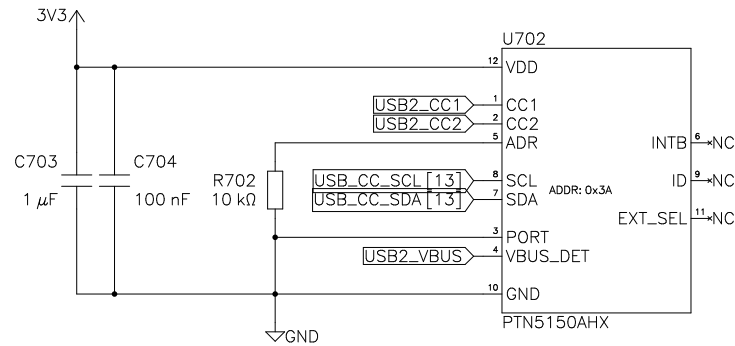 3V3
U702
12 VDD
USB2_CC1 1 CC1
USB2_CC2 2 CC2
5 ADR
INTB 6 NC
C703
1 μF
C704
100 nF
R702
10 kΩ
USB_CC_SCL [13] 8 SCL
USB_CC_SDA [13] 7 SDA
ADDR: 0x3A
ID 9 NC
EXT_SEL 11 NC
3 PORT
USB2_VBUS 4 VBUS_DET
10 GND
GND
PTN5150AHX